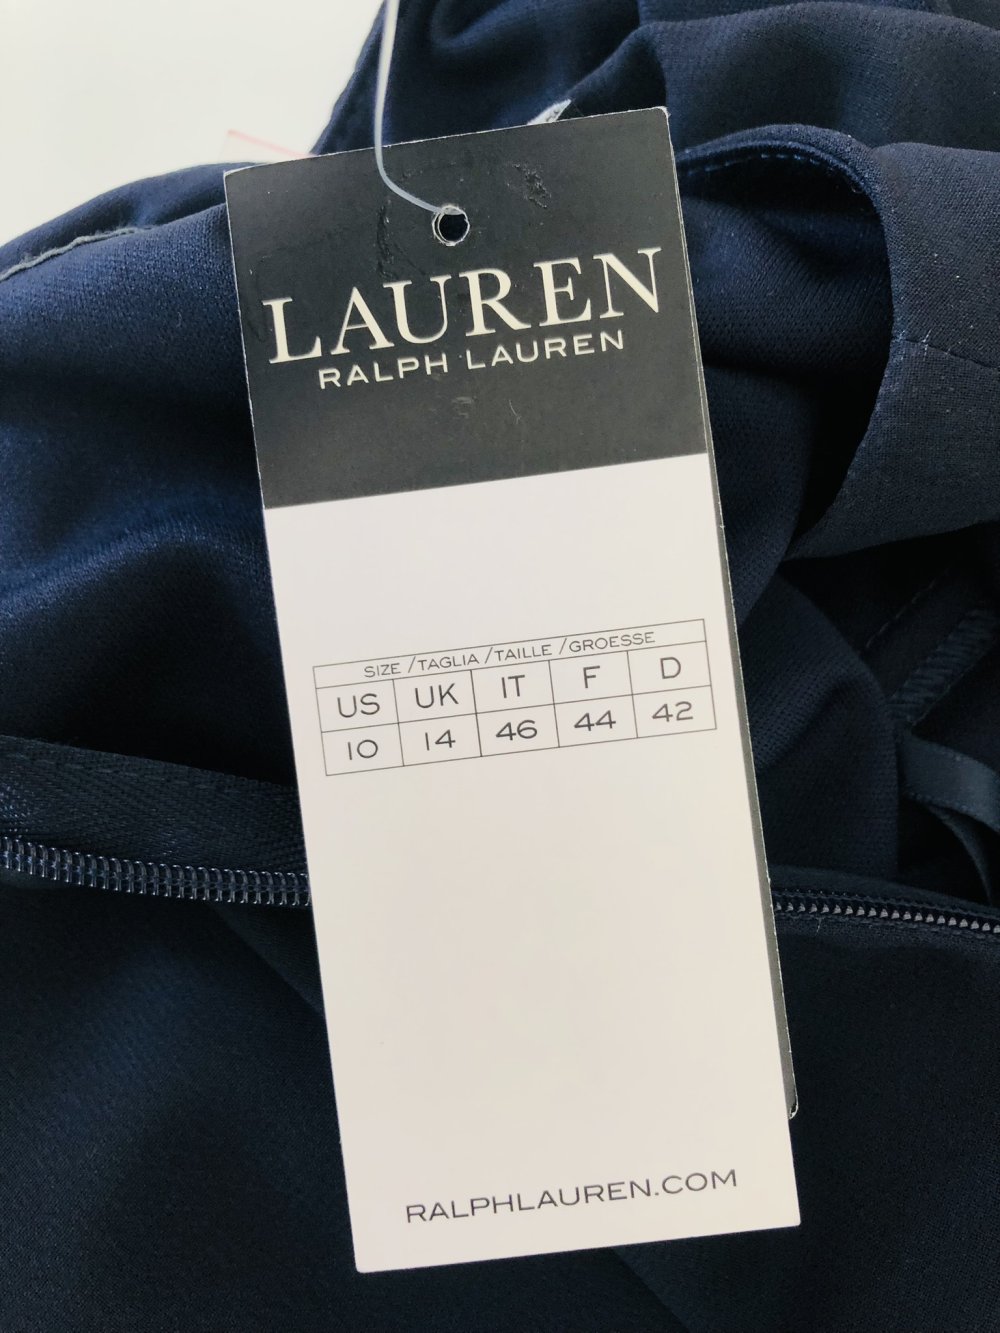 LAUREN
RALPH LAUREN
SIZE /TAGLIA /TAILLE /GROESSE
US UK IT F D
10 14 46 44 42
RALPHLAUREN.COM